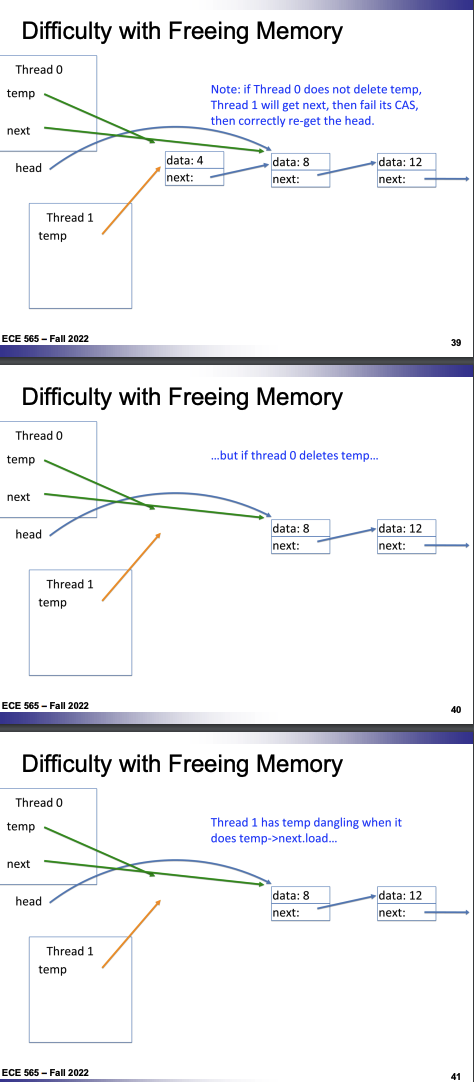 Difficulty with Freeing Memory
Thread 0
temp
next
head
Note: if Thread 0 does not delete temp,
Thread 1 will get next, then fail its CAS,
then correctly re-get the head.
data: 4
next:
data: 8
next:
data: 12
next:
Thread 1
temp
ECE 565 – Fall 2022
39
Difficulty with Freeing Memory
Thread 0
temp
next
head
...but if thread 0 deletes temp...
data: 8
next:
data: 12
next:
Thread 1
temp
ECE 565 – Fall 2022
40
Difficulty with Freeing Memory
Thread 0
temp
next
head
Thread 1 has temp dangling when it
does temp->next.load...
data: 8
next:
data: 12
next:
Thread 1
temp
ECE 565 – Fall 2022
41